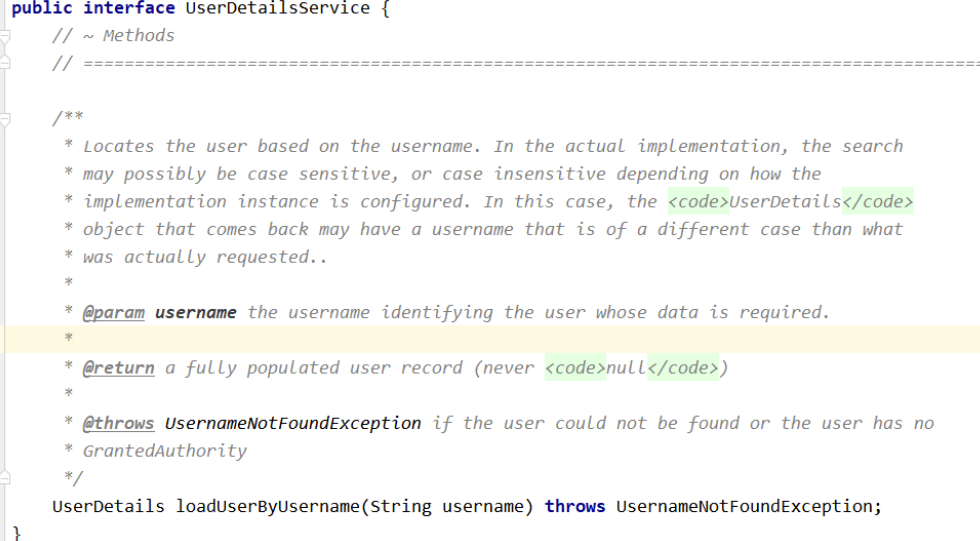 public interface UserDetailsService {
// ~ Methods
// ========================================================================================
/**
* Locates the user based on the username. In the actual implementation, the search
* may possibly be case sensitive, or case insensitive depending on how the
* implementation instance is configured. In this case, the <code>UserDetails</code>
* object that comes back may have a username that is of a different case than what
* was actually requested..
*
* @param username the username identifying the user whose data is required.
*
* @return a fully populated user record (never <code>null</code>)
*
* @throws UsernameNotFoundException if the user could not be found or the user has no
* GrantedAuthority
*/
UserDetails loadUserByUsername(String username) throws UsernameNotFoundException;
}